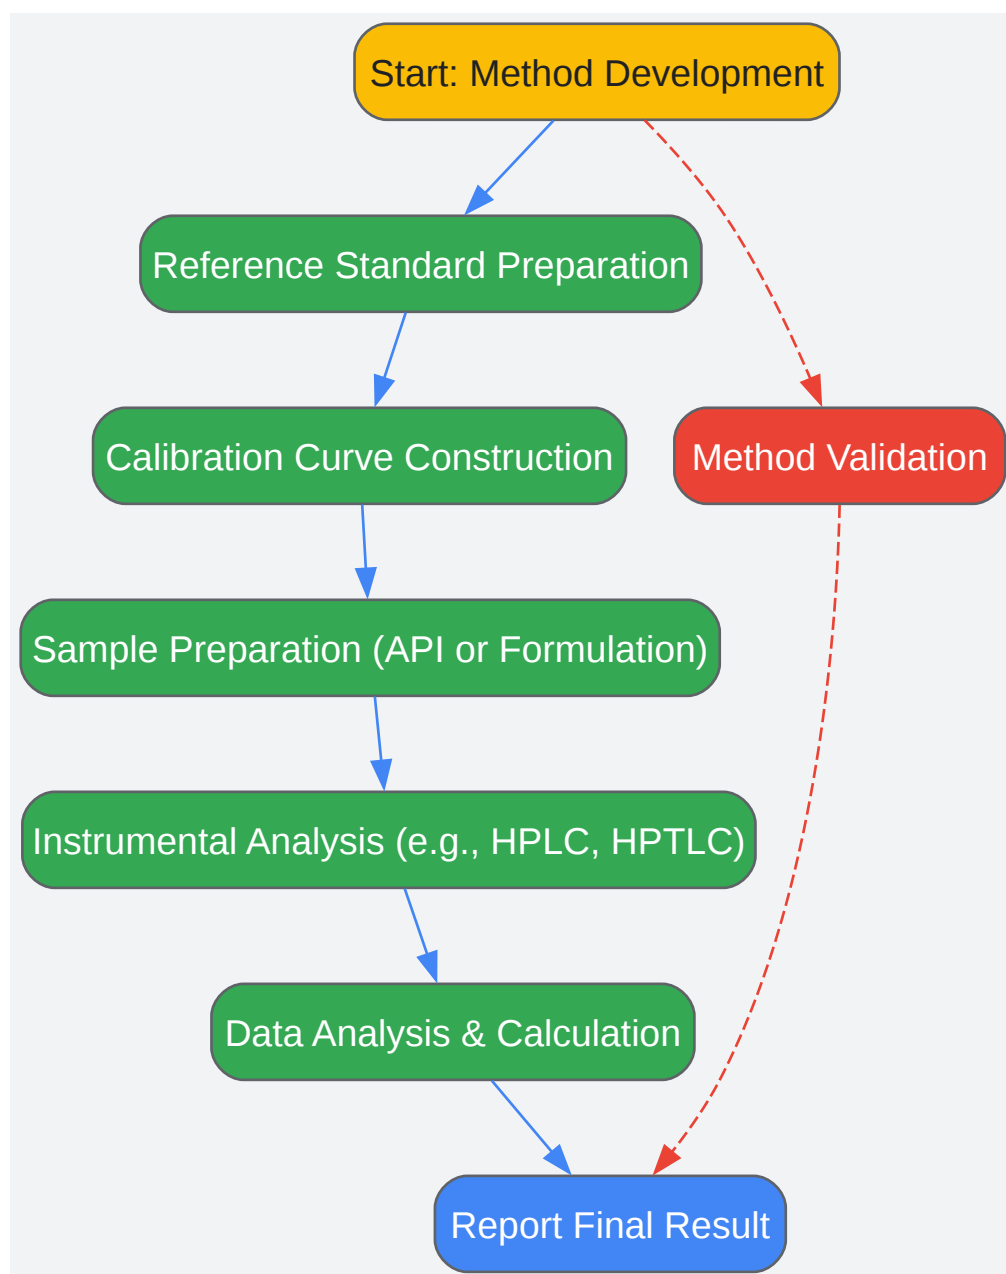 Start: Method Development
Reference Standard Preparation
Calibration Curve Construction
Method Validation
Sample Preparation (API or Formulation)
Instrumental Analysis (e.g., HPLC, HPTLC)
Data Analysis & Calculation
Report Final Result